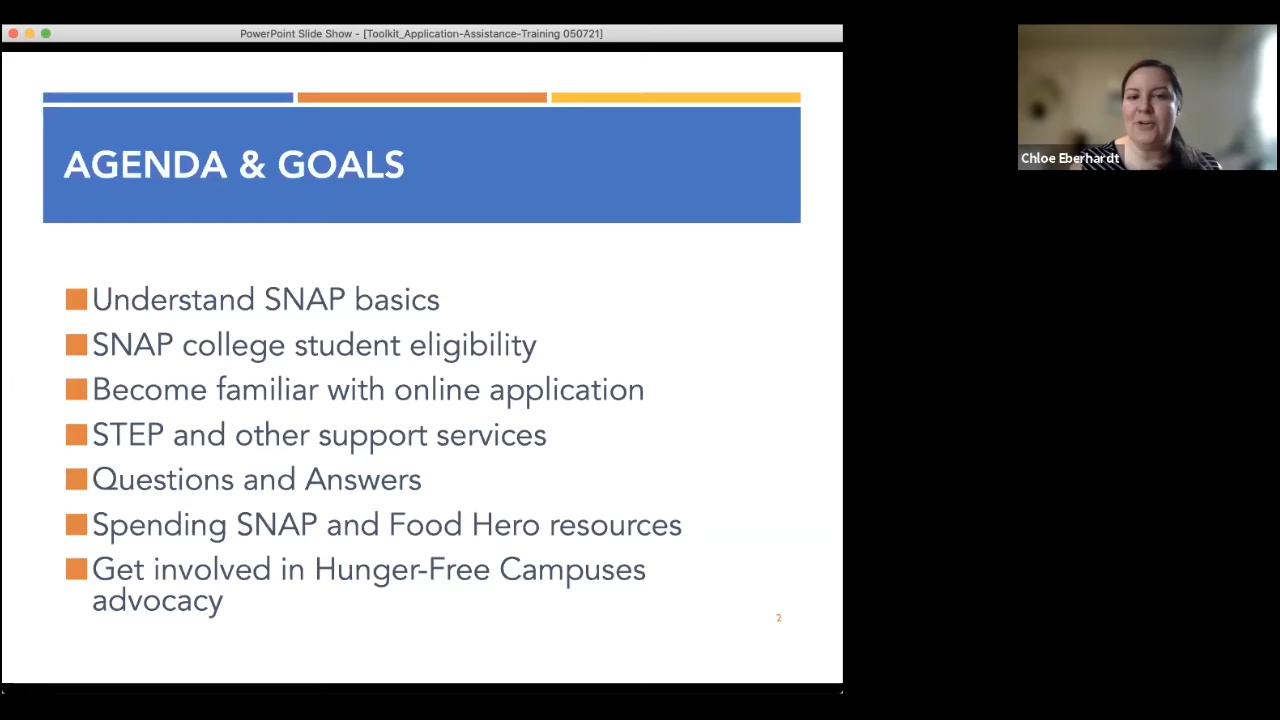 PowerPoint Slide Show - [Toolkit_Application-Assistance-Training 050721]
AGENDA & GOALS
Understand SNAP basics
SNAP college student eligibility
Become familiar with online application
STEP and other support services
Questions and Answers
Spending SNAP and Food Hero resources
Get involved in Hunger-Free Campuses
advocacy
2
Chloe Eberhardt